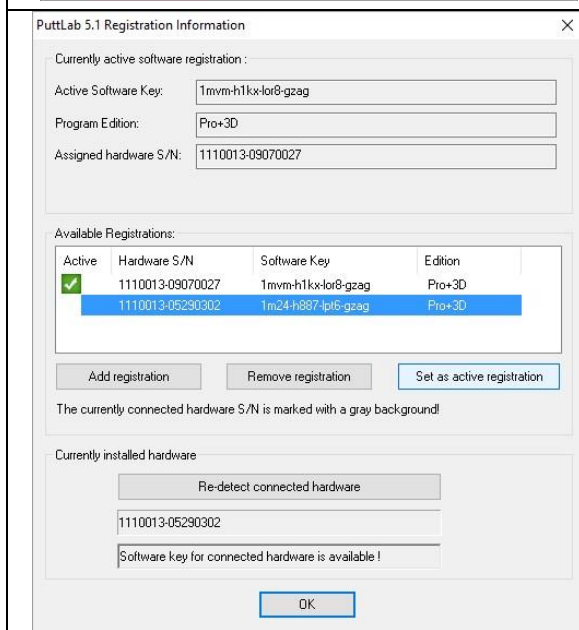 PuttLab 5.1 Registration Information
Currently active software registration :
Active Software Key: 1mvm-h1kx-lor8-gzag
Program Edition: Pro+3D
Assigned hardware S/N: 1110013-09070027
Available Registrations:
Active Hardware S/N Software Key Edition
1110013-09070027 1mvm-h1kx-lor8-gzag Pro+3D
1110013-05290302 1m24-h887-lpt6-gzag Pro+3D
Add registration Remove registration Set as active registration
The currently connected hardware S/N is marked with a gray background!
Currently installed hardware
Re-detect connected hardware
1110013-05290302
Software key for connected hardware is available !
OK